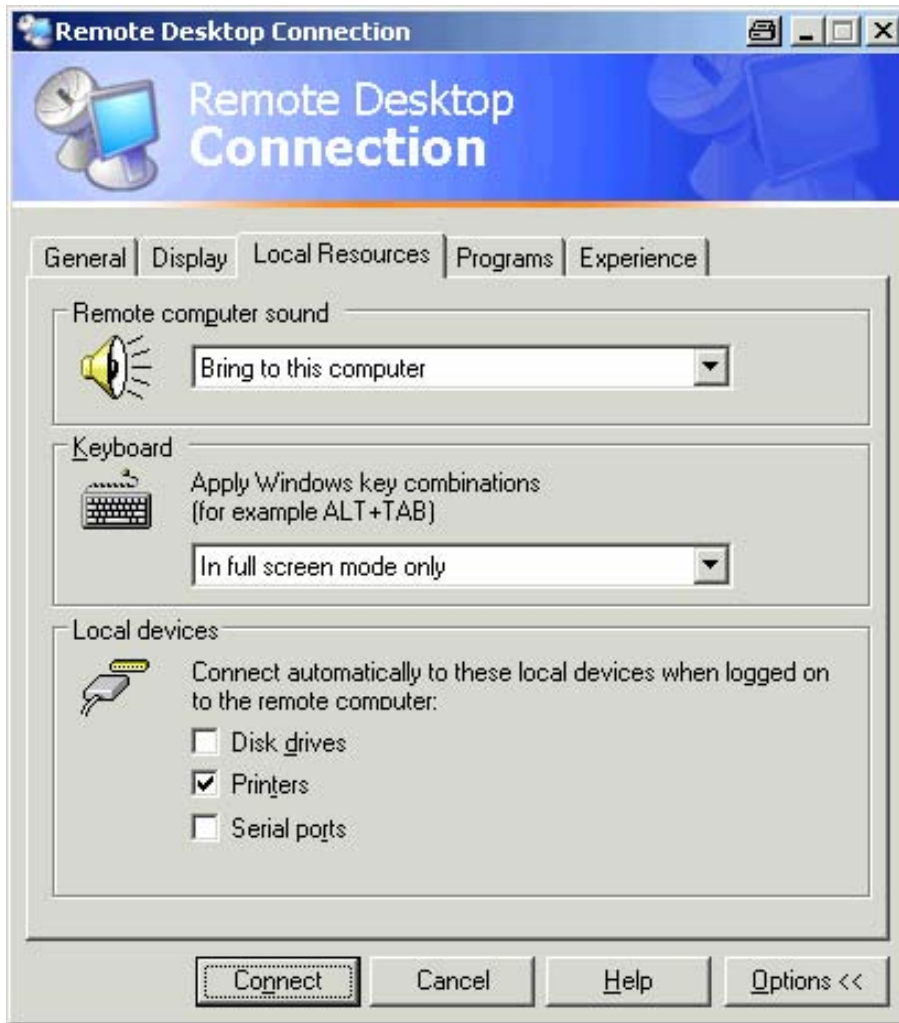 Remote Desktop Connection
Remote Desktop
Connection
General Display Local Resources Programs Experience
Remote computer sound
Bring to this computer
Keyboard
Apply Windows key combinations
(for example ALT+TAB)
In full screen mode only
Local devices
Connect automatically to these local devices when logged on
to the remote computer:
Disk drives
Printers
Serial ports
Connect Cancel Help Options <<